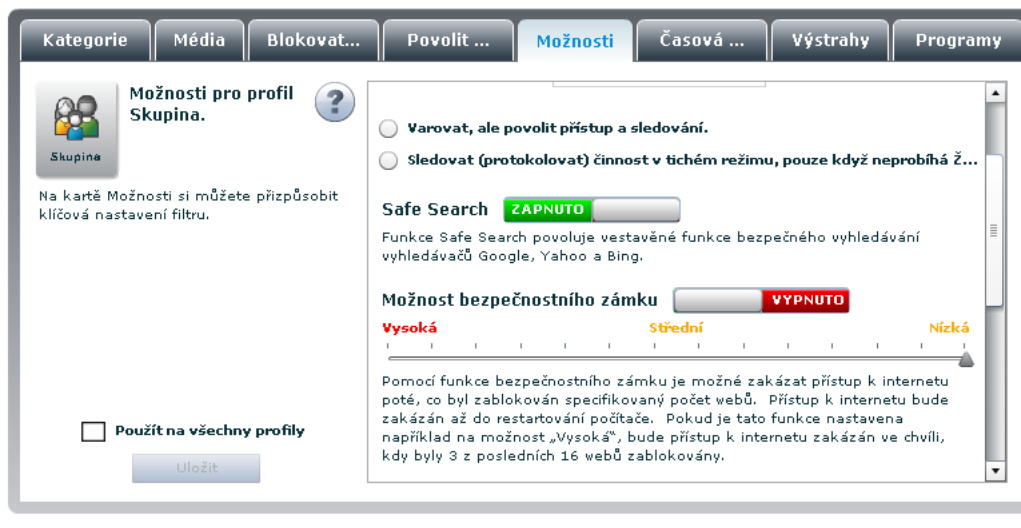 Kategorie
Média
Blokovat...
Povolit ...
Možnosti
Časová ...
Výstrahy
Programy
Možnosti pro profil
Skupina.
?
Skupina
Na kartě Možnosti si můžete přizpůsobit
klíčová nastavení filtru.
Použít na všechny profily
Uložit
Varovat, ale povolit přístup a sledování.
Sledovat (protokolovat) činnost v tichém režimu, pouze když neprobíhá Ž...
Safe Search ZAPNUTO
Funkce Safe Search povoluje vestavěné funkce bezpečného vyhledávání
vyhledávačů Google, Yahoo a Bing.
Možnost bezpečnostního zámku VYPNUTO
Vysoká Střední Nízká
Pomocí funkce bezpečnostního zámku je možné zakázat přístup k internetu
poté, co byl zablokován specifikovaný počet webů. Přístup k internetu bude
zakázán až do restartování počítače. Pokud je tato funkce nastavena
například na možnost „Vysoká“, bude přístup k internetu zakázán ve chvíli,
kdy byly 3 z posledních 16 webů zablokovány.